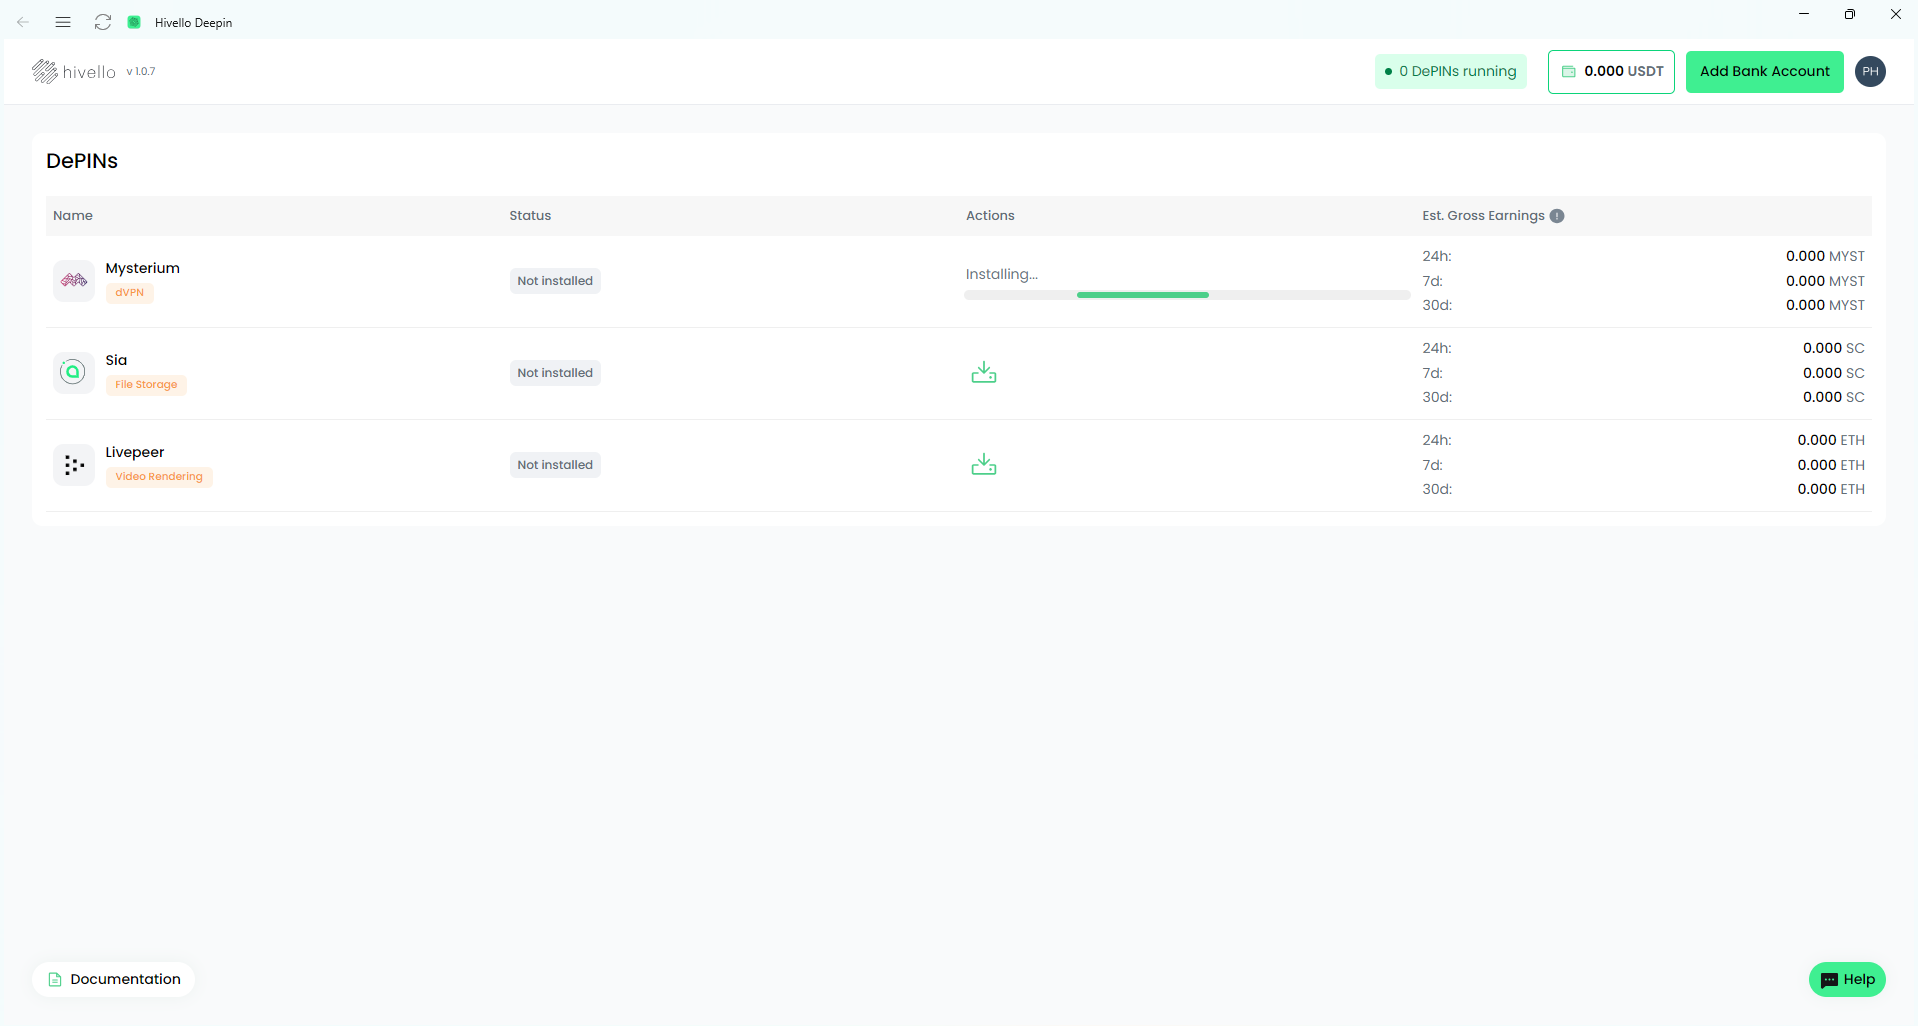 Hivello Deepin
hivello v 1.0.7
0 DePINs running
0.000 USDT
Add Bank Account
PH
DePINs
Name Status Actions Est. Gross Earnings
Mysterium
dVPN
Not installed
Installing...
24h: 0.000 MYST
7d: 0.000 MYST
30d: 0.000 MYST
Sia
File Storage
Not installed
24h: 0.000 SC
7d: 0.000 SC
30d: 0.000 SC
Livepeer
Video Rendering
Not installed
24h: 0.000 ETH
7d: 0.000 ETH
30d: 0.000 ETH
Documentation
Help